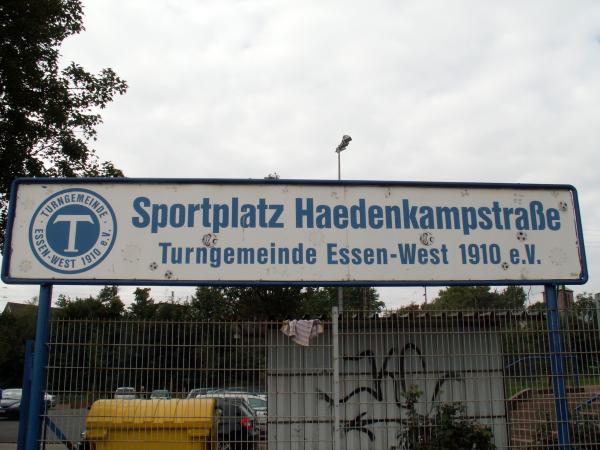 TURNGEMEINDE
T
ESSEN-WEST 1910 e.V.
Sportplatz Haedenkampstraße
Turngemeinde Essen-West 1910 e.V.